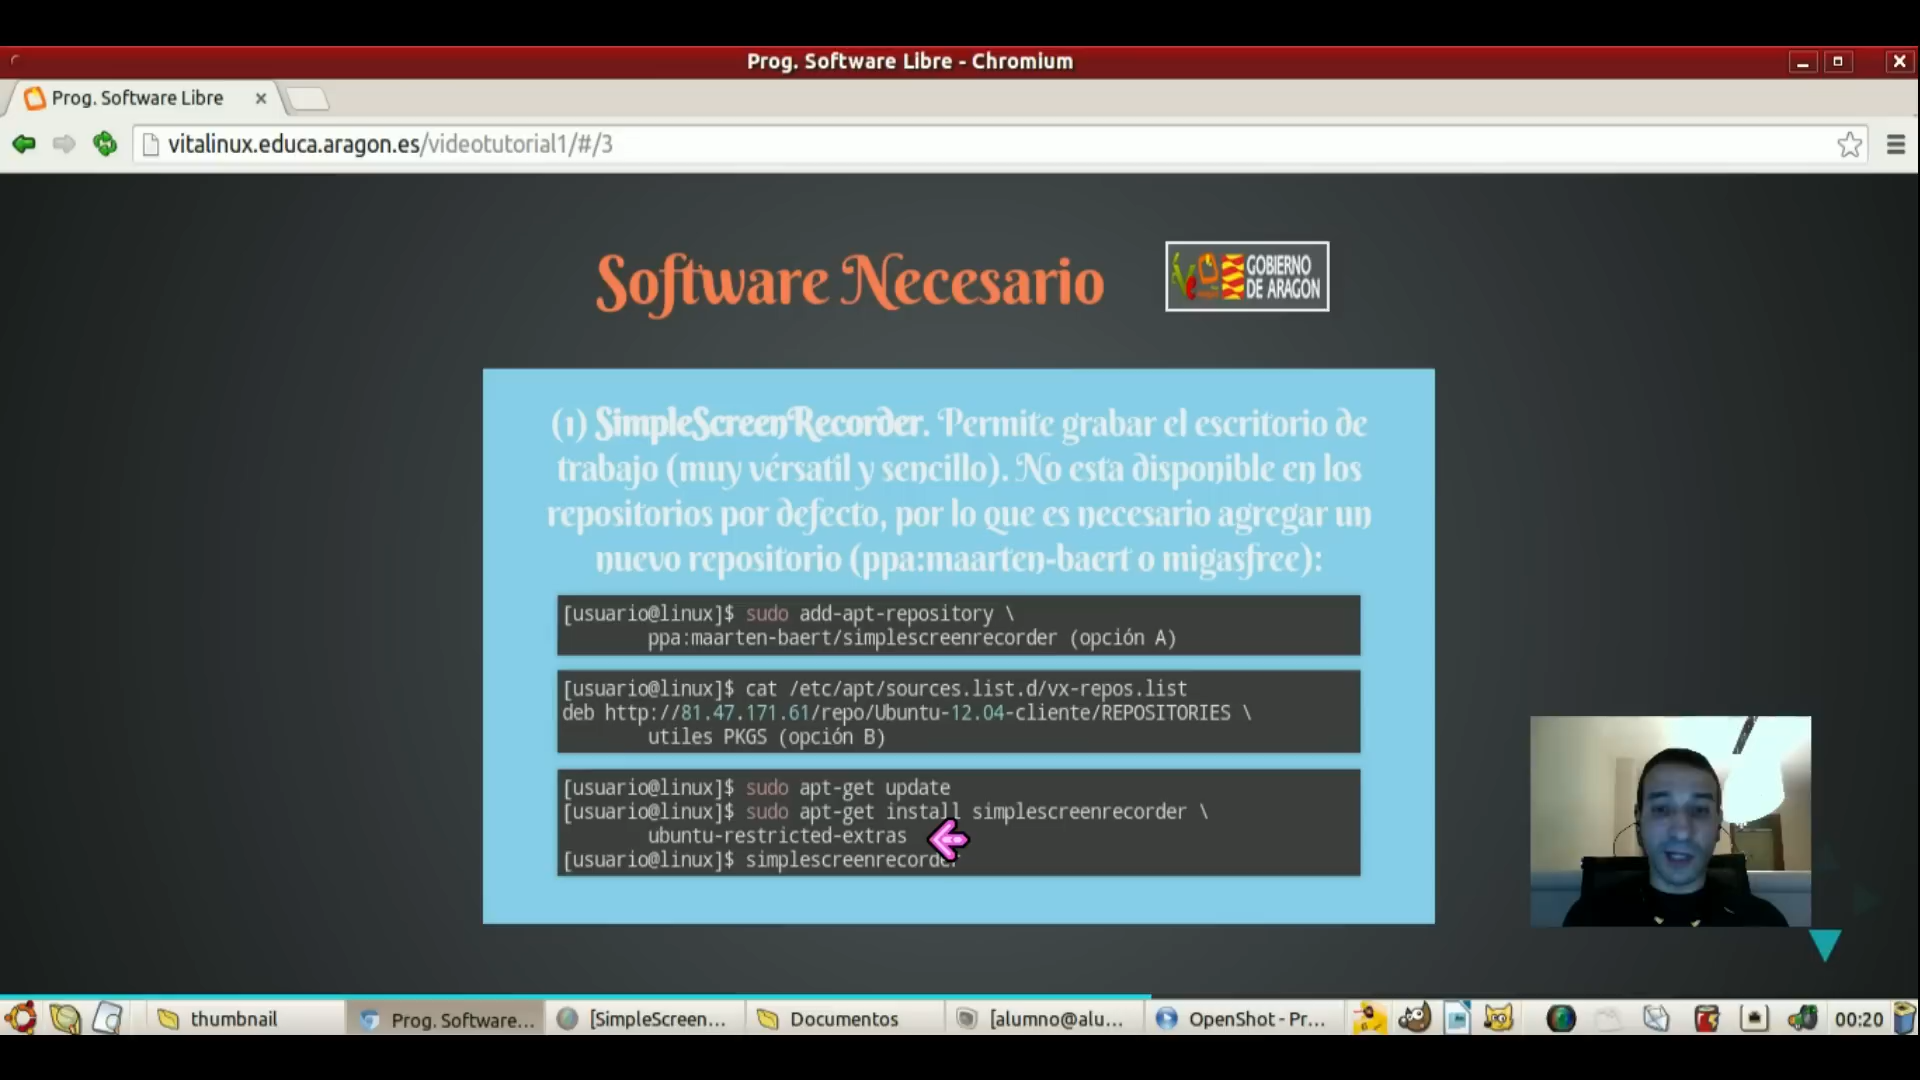 Prog. Software Libre - Chromium
Prog. Software Libre
vitalinux.educa.aragon.es/videotutorial1/#/3
Software Necesario
GOBIERNO
DE ARAGON
(1) SimpleScreenRecorder. Permite grabar el escritorio de
trabajo (muy vérsatil y sencillo). No esta disponible en los
repositorios por defecto, por lo que es necesario agregar un
nuevo repositorio (ppa:maarten-baert o migasfree):
[usuario@linux]$ sudo add-apt-repository \
ppa:maarten-baert/simplescreenrecorder (opción A)
[usuario@linux]$ cat /etc/apt/sources.list.d/vx-repos.list
deb http://81.47.171.61/repo/Ubuntu-12.04-cliente/REPOSITORIES \
utiles PKGS (opción B)
[usuario@linux]$ sudo apt-get update
[usuario@linux]$ sudo apt-get install simplescreenrecorder \
ubuntu-restricted-extras
[usuario@linux]$ simplescreenrecorder
thumbnail
Prog. Software...
[SimpleScreen...
Documentos
[alumno@alu...
OpenShot - Pr...
00:20